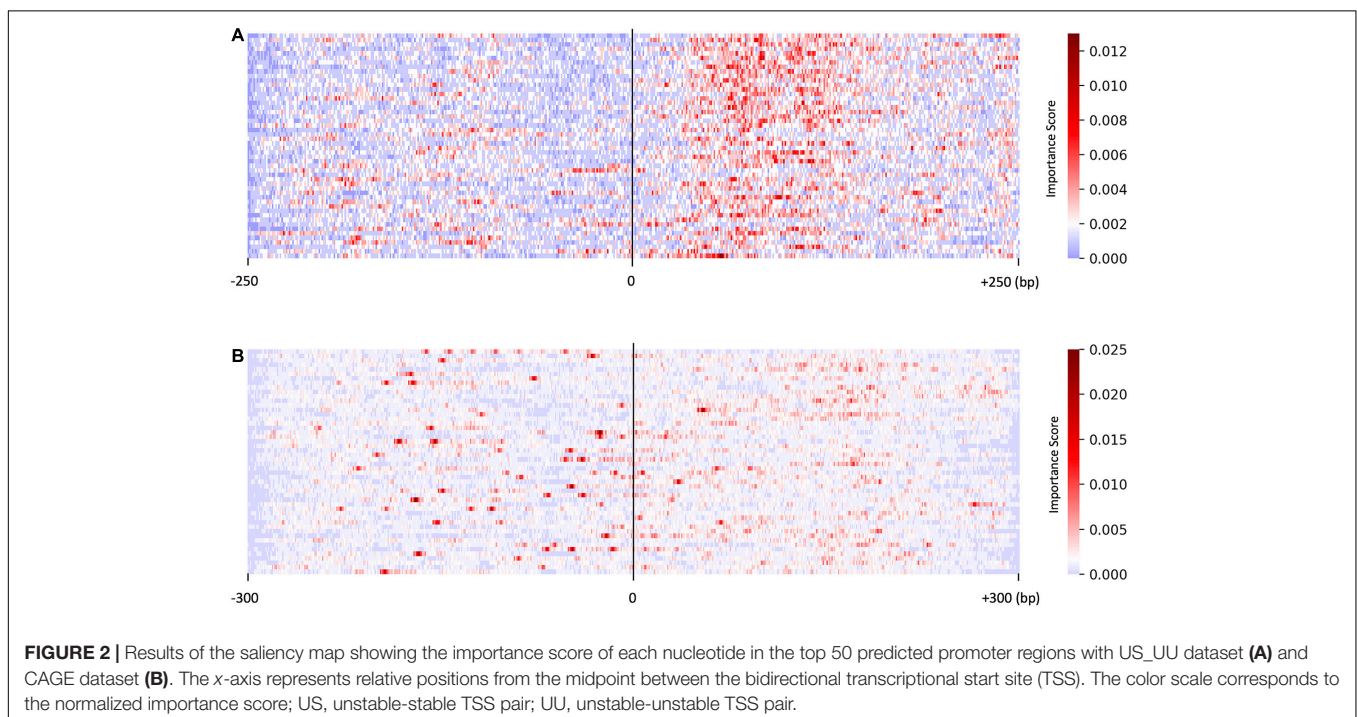 A
0.012
0.010
0.008
0.006
0.004
0.002
0.000
Importance Score
-250
0
+250 (bp)
B
0.025
0.020
0.015
0.010
0.005
0.000
Importance Score
-300
0
+300 (bp)
FIGURE 2 | Results of the saliency map showing the importance score of each nucleotide in the top 50 predicted promoter regions with US_UU dataset (A) and
CAGE dataset (B). The x-axis represents relative positions from the midpoint between the bidirectional transcriptional start site (TSS). The color scale corresponds to
the normalized importance score; US, unstable-stable TSS pair; UU, unstable-unstable TSS pair.